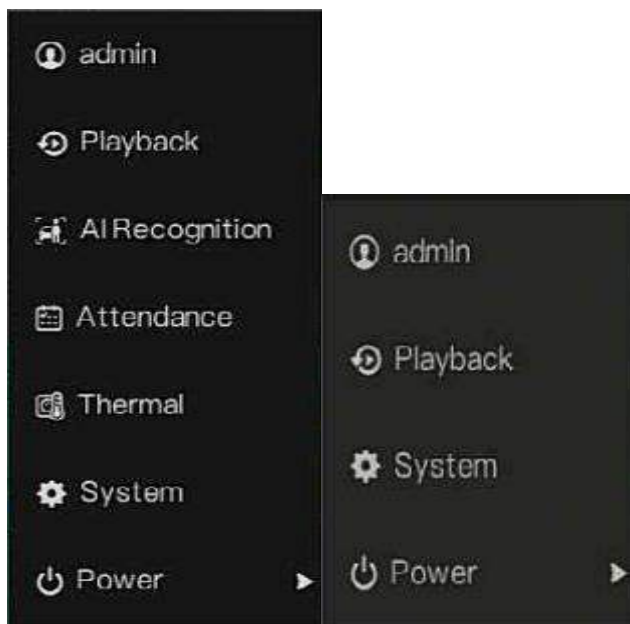 admin
Playback
AI Recognition
Attendance
Thermal
System
Power
admin
Playback
System
Power